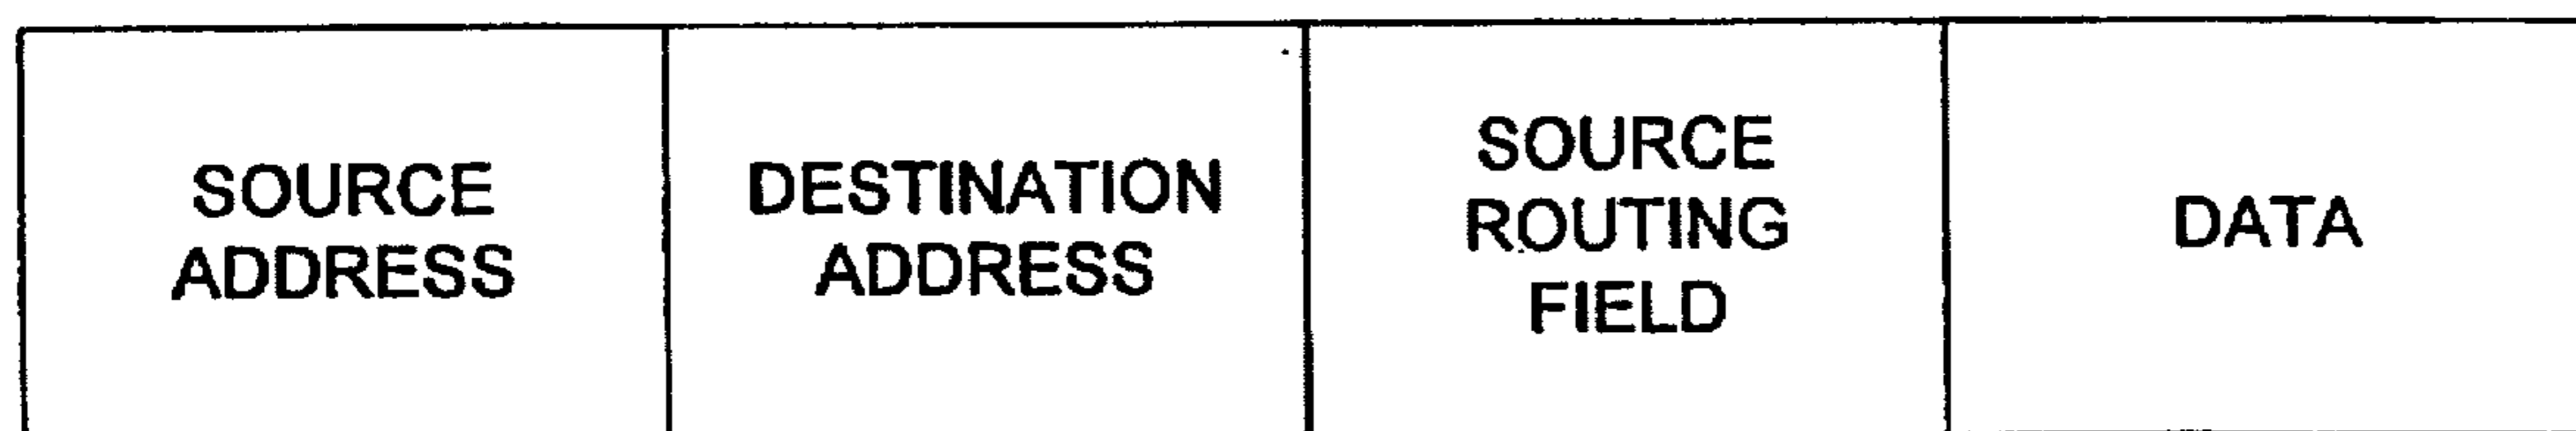 SOURCE
ADDRESS
DESTINATION
ADDRESS
SOURCE
ROUTING
FIELD
DATA